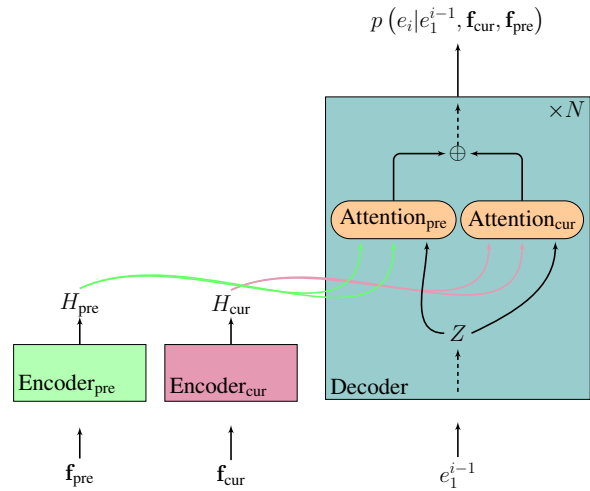 p (e_i|e_1^{i-1}, f_cur, f_pre)
×N
⊕
Attention_pre Attention_cur
H_pre H_cur
Z
Encoder_pre Encoder_cur Decoder
f_pre f_cur e_1^{i-1}